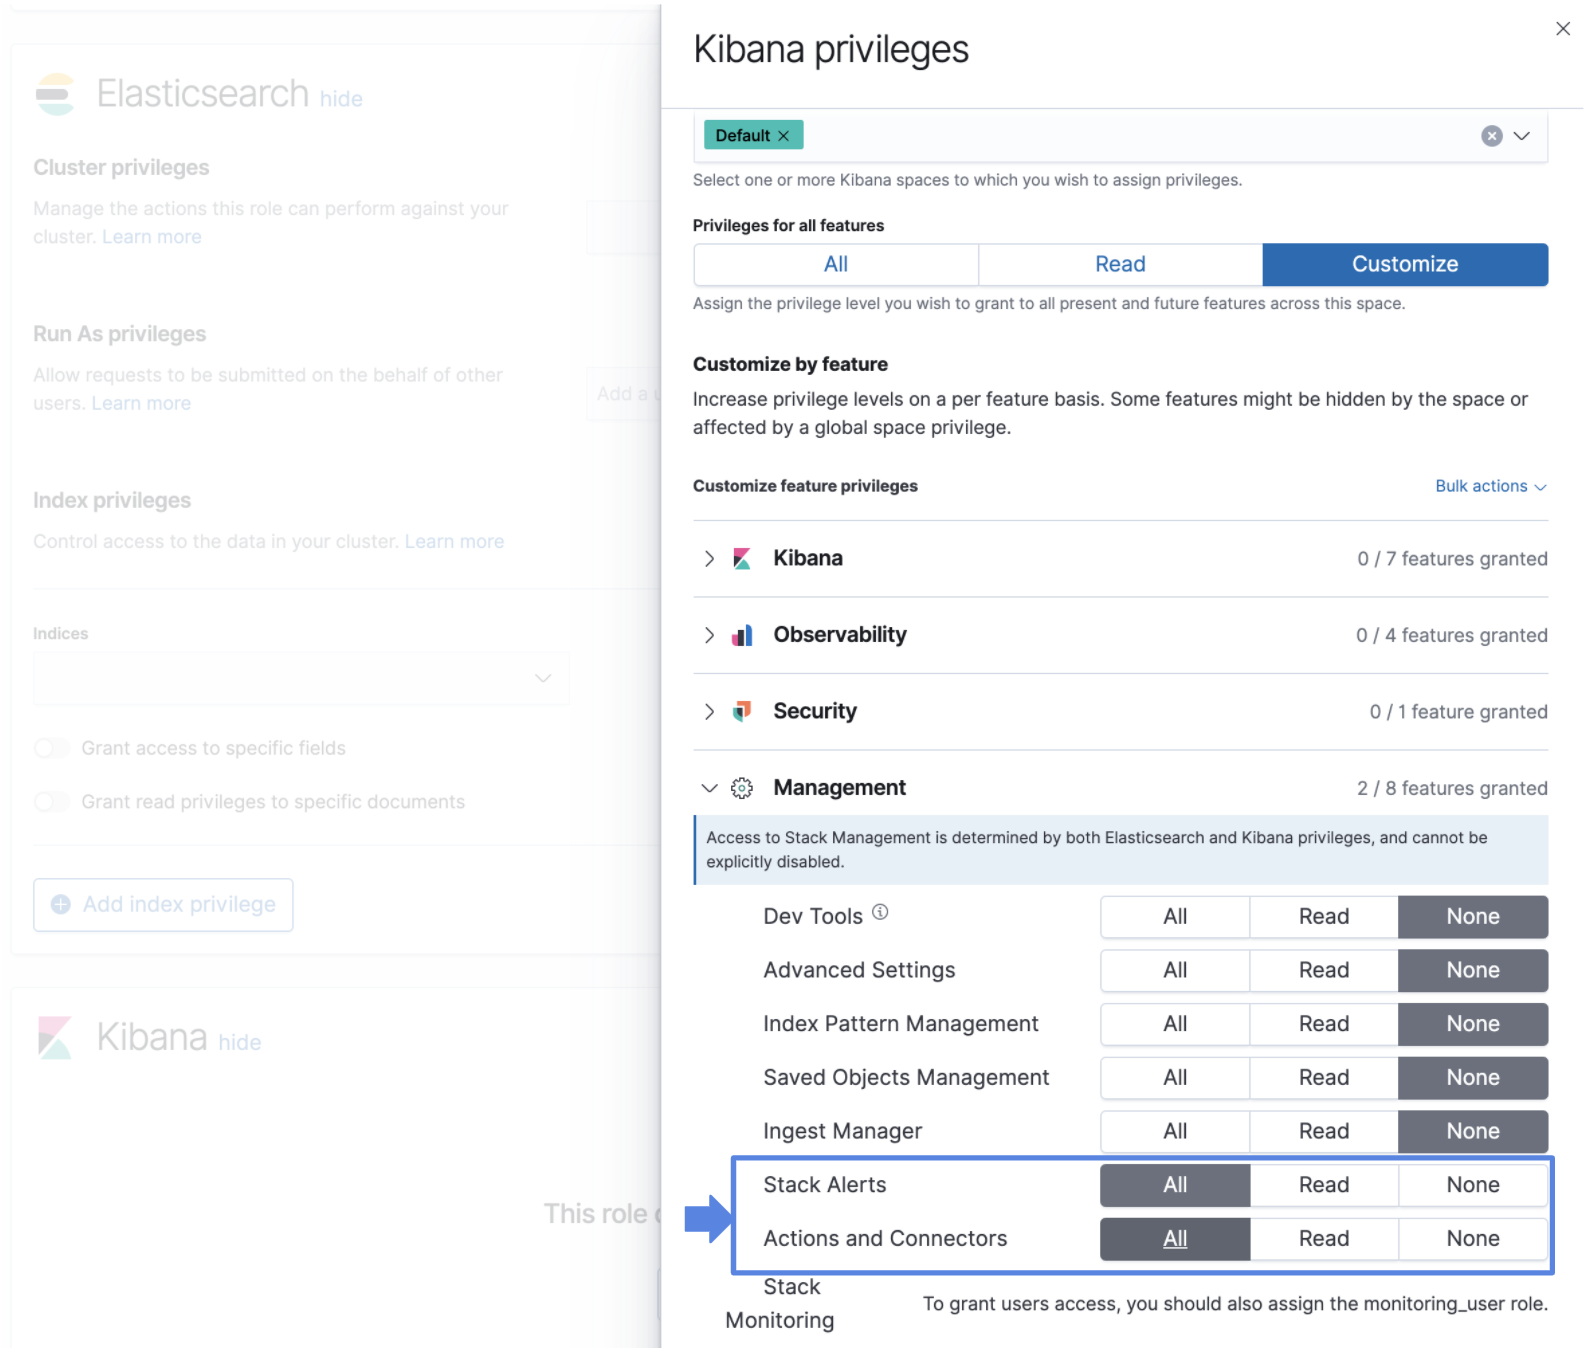 Elasticsearch hide
Cluster privileges
Manage the actions this role can perform against your
cluster. Learn more
Run As privileges
Allow requests to be submitted on the behalf of other
users. Learn more
Add a
Index privileges
Control access to the data in your cluster. Learn more
Indices
Grant access to specific fields
Grant read privileges to specific documents
Add index privilege
Kibana hide
This role
Kibana privileges
Default
Select one or more Kibana spaces to which you wish to assign privileges.
Privileges for all features
All Read Customize
Assign the privilege level you wish to grant to all present and future features across this space.
Customize by feature
Increase privilege levels on a per feature basis. Some features might be hidden by the space or
affected by a global space privilege.
Customize feature privileges Bulk actions
Kibana 0 / 7 features granted
Observability 0 / 4 features granted
Security 0 / 1 feature granted
Management 2 / 8 features granted
Access to Stack Management is determined by both Elasticsearch and Kibana privileges, and cannot be
explicitly disabled.
Dev Tools All Read None
Advanced Settings All Read None
Index Pattern Management All Read None
Saved Objects Management All Read None
Ingest Manager All Read None
Stack Alerts All Read None
Actions and Connectors All Read None
Stack
Monitoring
To grant users access, you should also assign the monitoring_user role.